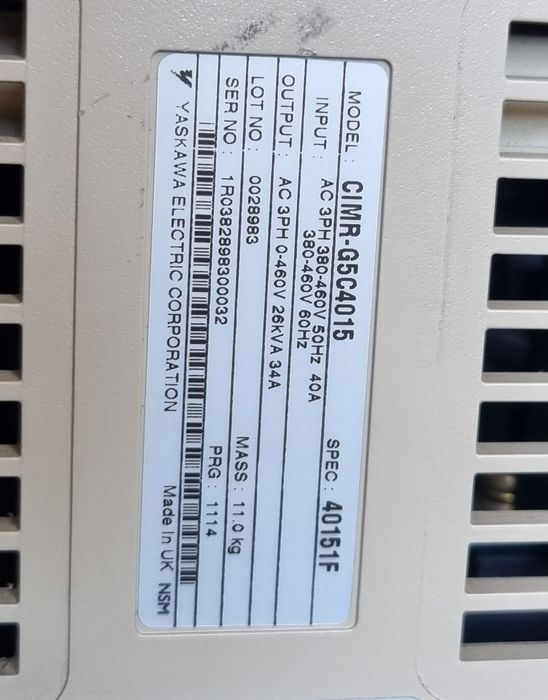 MODEL : CIMR-G5C4015 SPEC : 40151F
INPUT : AC 3PH 380-460V 50Hz 40A
380-460V 60Hz
OUTPUT : AC 3PH 0-460V 26kVA 34A
LOT NO : 0028983 MASS : 11.0 kg
SER NO : 1R0382898300032 PRG : 1114
YASKAWA ELECTRIC CORPORATION Made In UK NSM